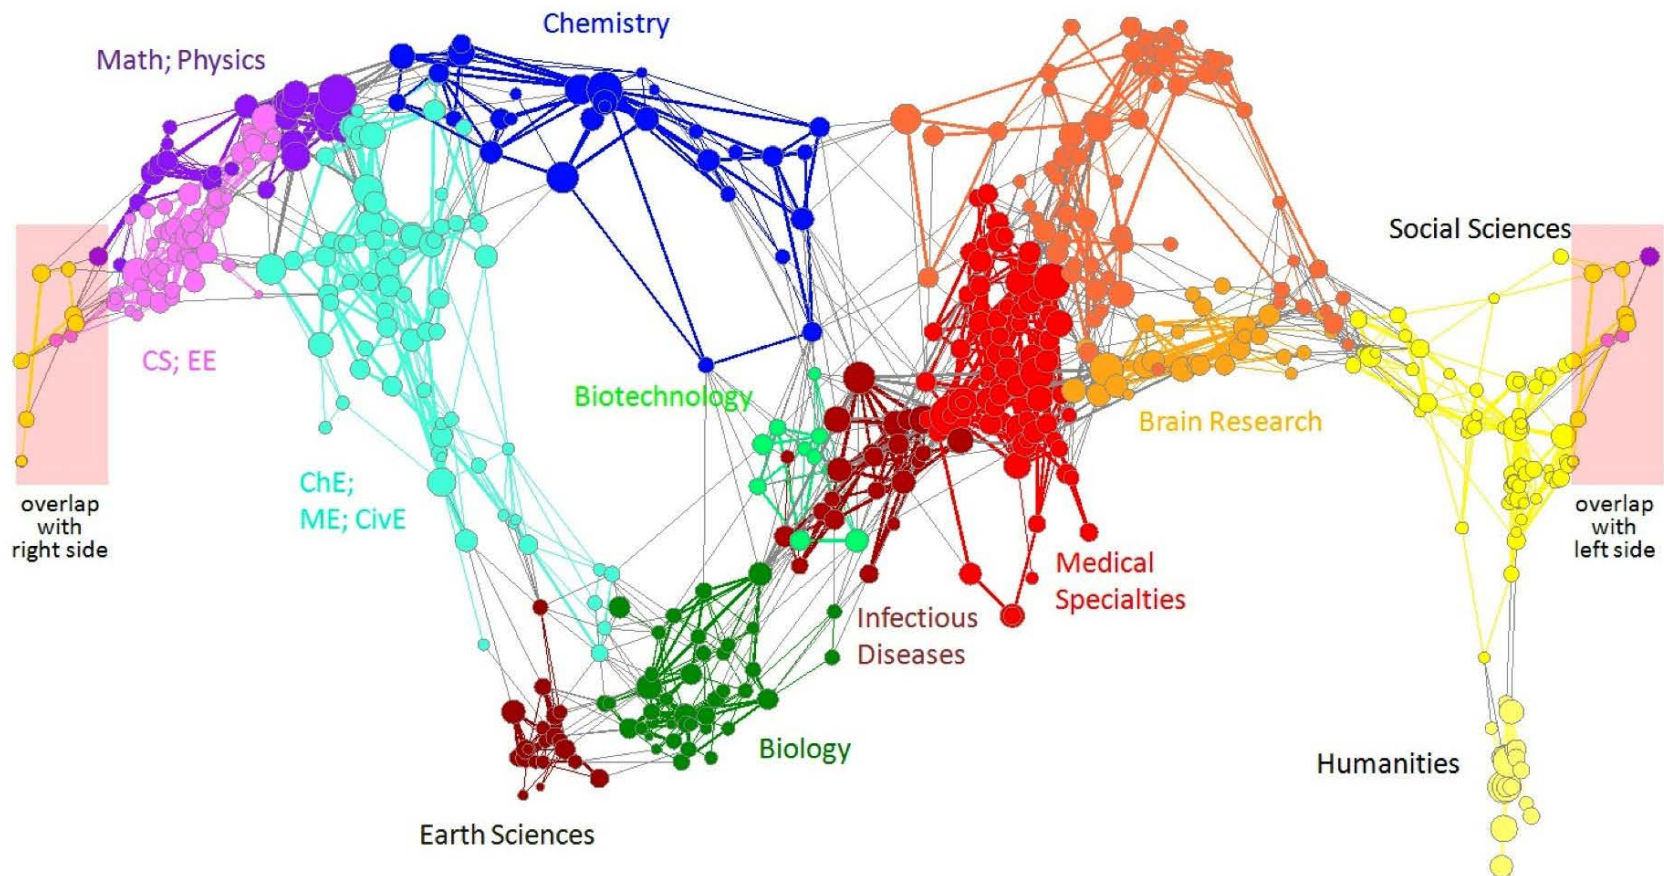 Chemistry
Math; Physics
Social Sciences
CS; EE
Biotechnology
Brain Research
ChE;
ME; CivE
overlap
with
right side
overlap
with
left side
Medical
Specialties
Infectious
Diseases
Biology
Humanities
Earth Sciences